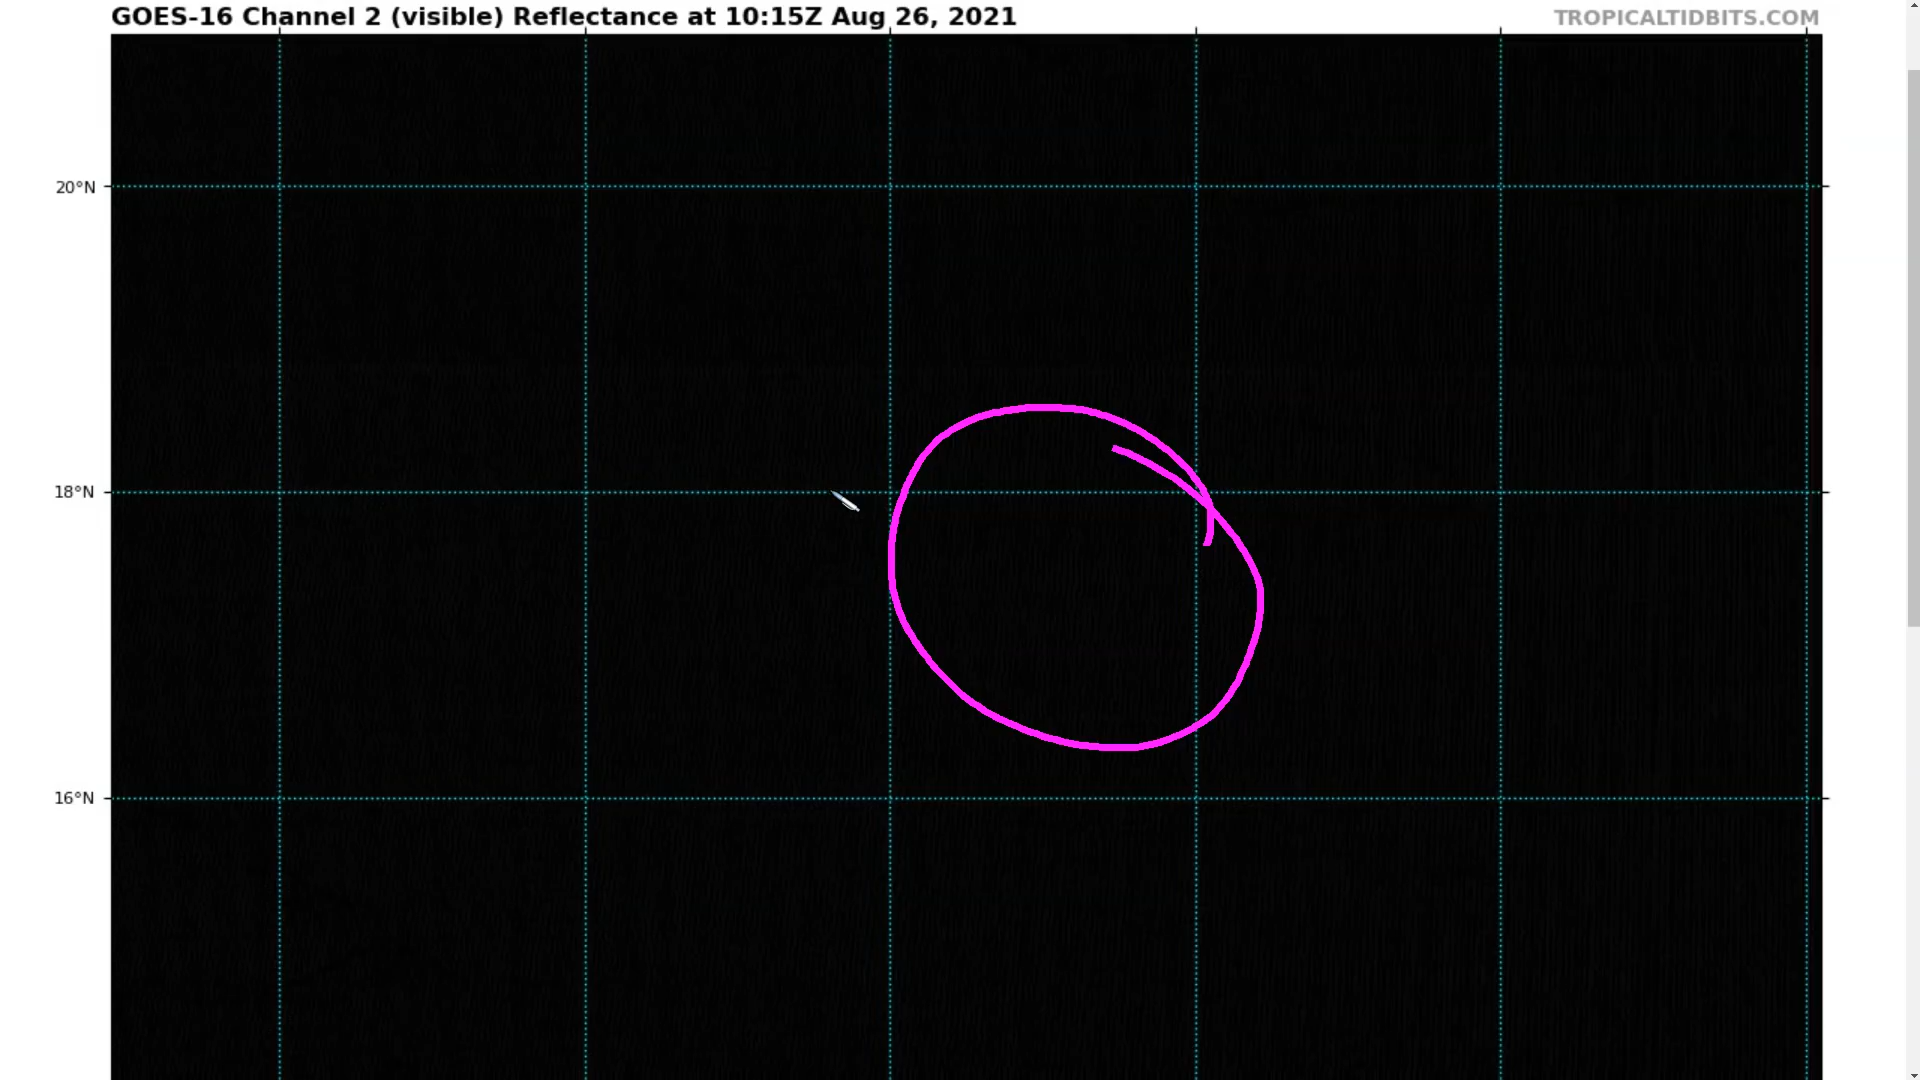 GOES-16 Channel 2 (visible) Reflectance at 10:15Z Aug 26, 2021
TROPICALTIDBITS.COM
20°N
18°N
16°N